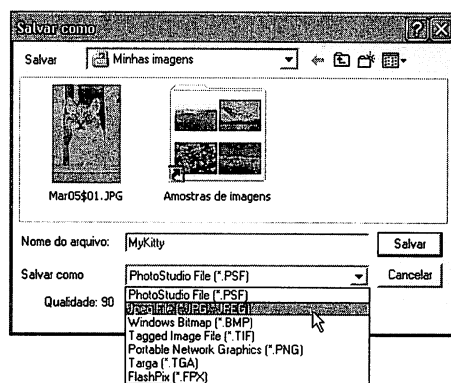 Salvar como
Salvar Minhas imagens
Mar05$01.JPG Amostras de imagens
Nome do arquivo: MyKitty Salvar
Salvar como PhotoStudio File (*.PSF) Cancelar
Qualidade: 90 PhotoStudio File (*.PSF)
Jpeg File (*.JPG;*.JPEG)
Windows Bitmap (*.BMP)
Tagged Image File (*.TIF)
Portable Network Graphics (*.PNG)
Targa (*.TGA)
FlashPix (*.FPX)